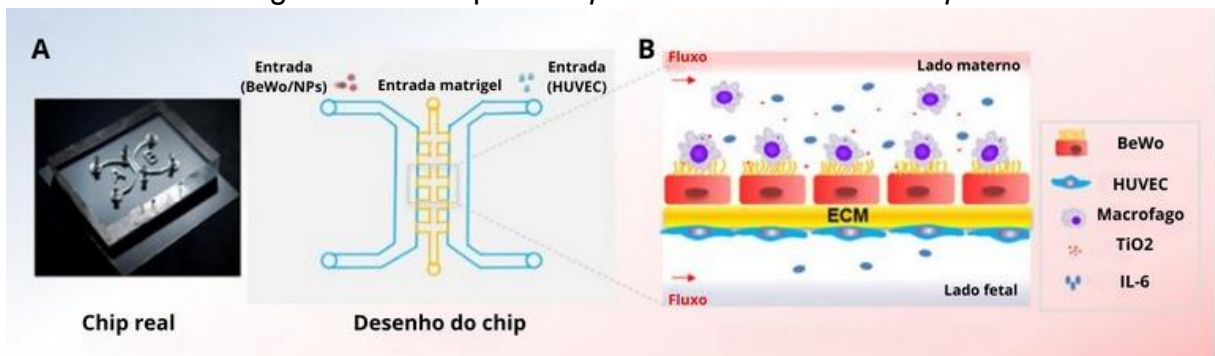 A
Entrada
(BeWo/NPs)
Entrada matrigel
Entrada
(HUVEC)
Chip real
Desenho do chip
B
Fluxo
Lado materno
ECM
Fluxo
Lado fetal
BeWo
HUVEC
Macrofago
TiO2
IL-6